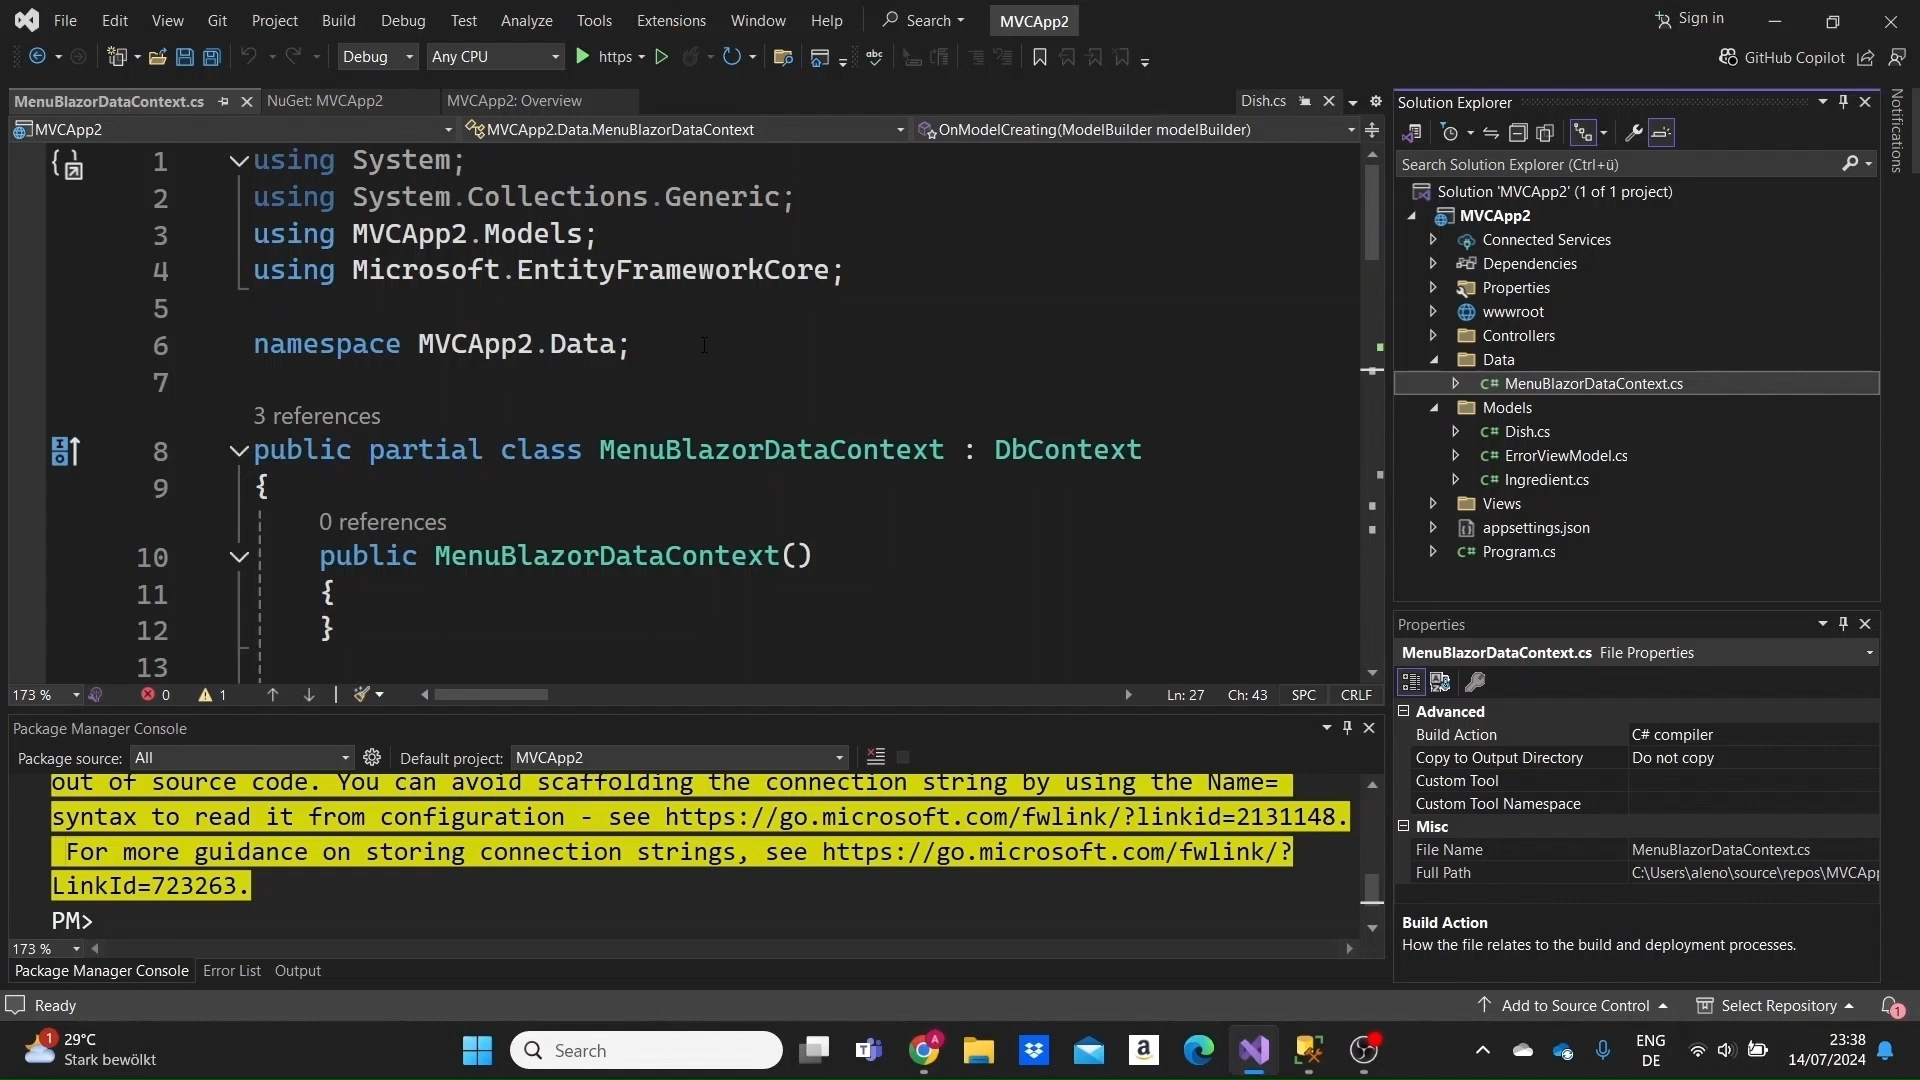 File Edit View Git Project Build Debug Test Analyze Tools Extensions Window Help Search MVCApp2 Sign in
Debug Any CPU https GitHub Copilot
MenuBlazorDataContext.cs NuGet: MVCApp2 MVCApp2: Overview Dish.cs
MVCApp2 MVCApp2.Data.MenuBlazorDataContext OnModelCreating(ModelBuilder modelBuilder)
1 using System;
2 using System.Collections.Generic;
3 using MVCApp2.Models;
4 using Microsoft.EntityFrameworkCore;
5
6 namespace MVCApp2.Data;
7
3 references
8 public partial class MenuBlazorDataContext : DbContext
9 {
0 references
10 public MenuBlazorDataContext()
11 {
12 }
13
173 % 0 1 Ln: 27 Ch: 43 SPC CRLF
Package Manager Console
Package source: All Default project: MVCApp2
out of source code. You can avoid scaffolding the connection string by using the Name=
syntax to read it from configuration - see https://go.microsoft.com/fwlink/?linkid=2131148.
For more guidance on storing connection strings, see https://go.microsoft.com/fwlink/?
LinkId=723263.
PM>
173 %
Package Manager Console Error List Output
Solution Explorer
Search Solution Explorer (Ctrl+ü)
Solution 'MVCApp2' (1 of 1 project)
MVCApp2
Connected Services
Dependencies
Properties
wwwroot
Controllers
Data
C# MenuBlazorDataContext.cs
Models
C# Dish.cs
C# ErrorViewModel.cs
C# Ingredient.cs
Views
appsettings.json
C# Program.cs
Notifications
Properties
MenuBlazorDataContext.cs File Properties
Advanced
Build Action C# compiler
Copy to Output Directory Do not copy
Custom Tool
Custom Tool Namespace
Misc
File Name MenuBlazorDataContext.cs
Full Path C:\Users\aleno\source\repos\MVCApp
Build Action
How the file relates to the build and deployment processes.
Ready Add to Source Control Select Repository 1
1 29°C
Stark bewölkt
Search
ENG
DE
23:38
14/07/2024